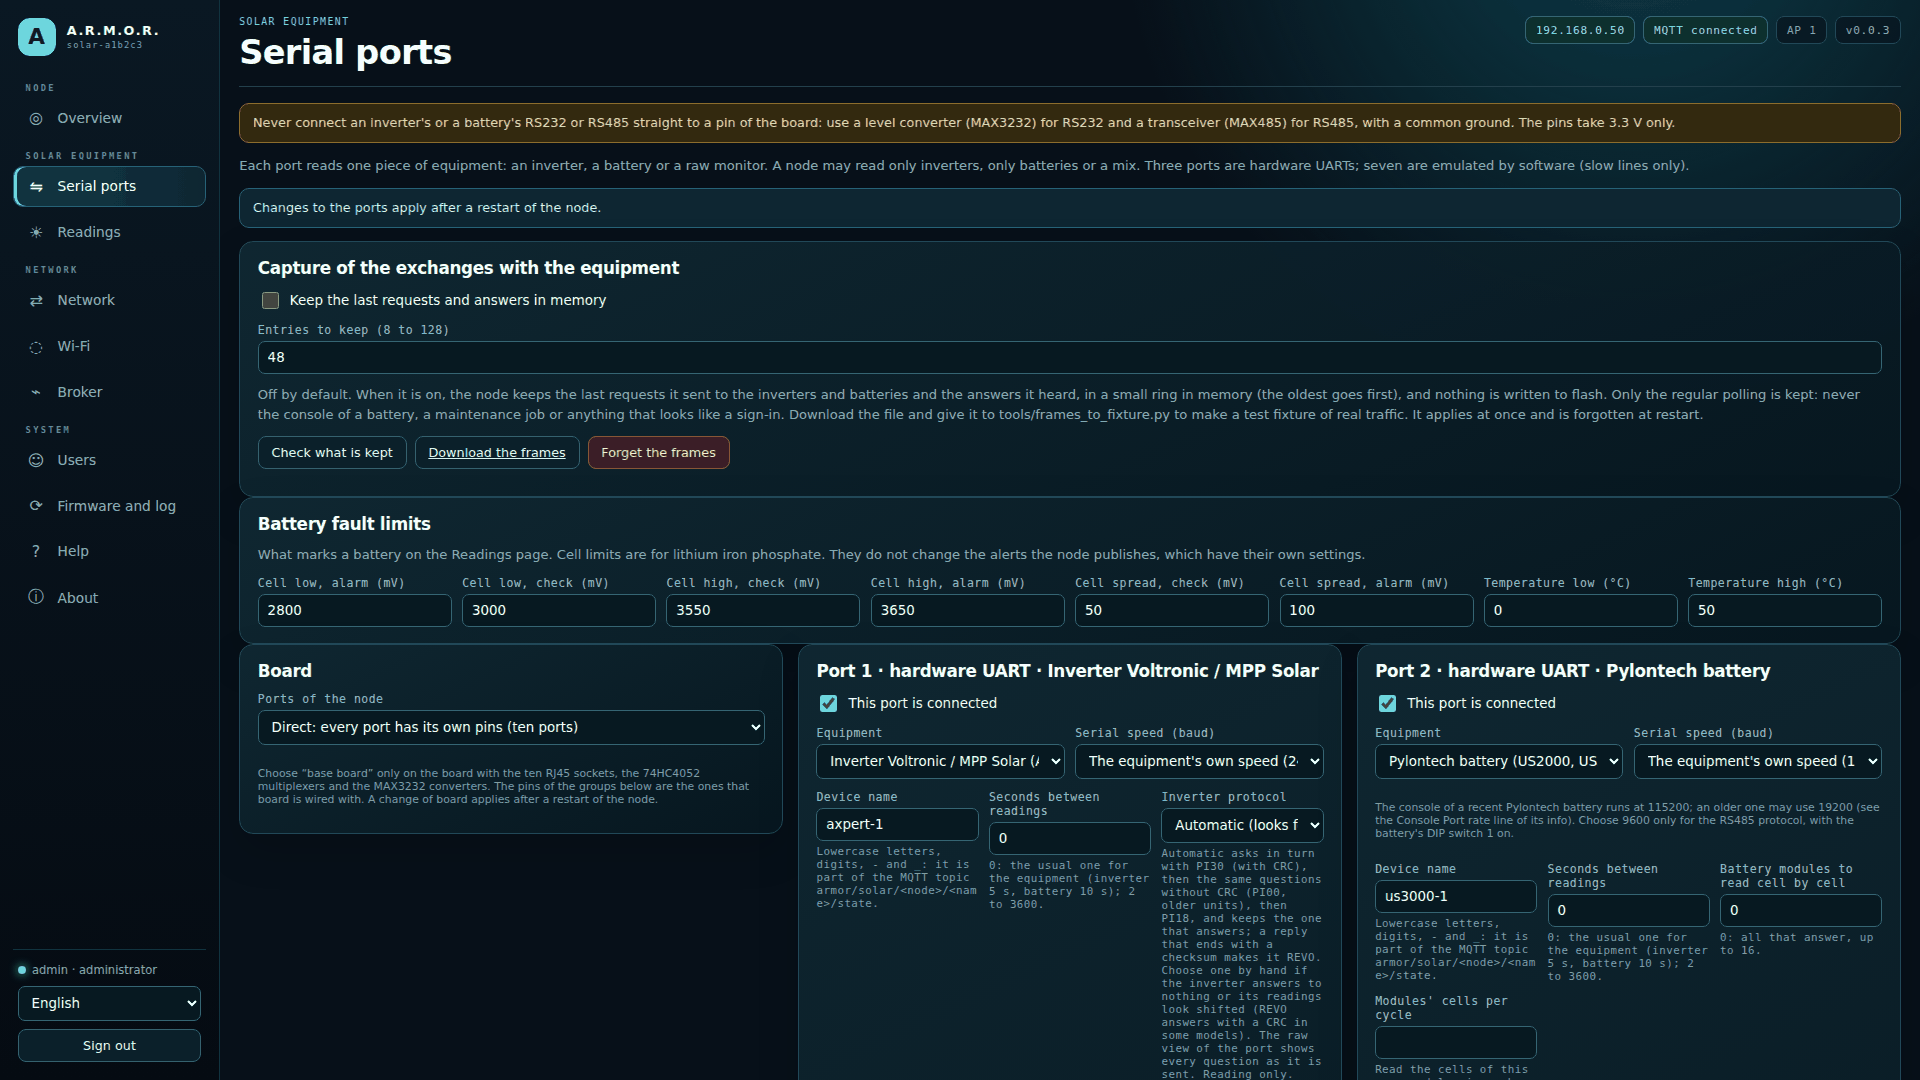 A
A.R.M.O.R.
solar-a1b2c3
NODE
Overview
SOLAR EQUIPMENT
Serial ports
Readings
NETWORK
Network
Wi-Fi
Broker
SYSTEM
Users
Firmware and log
? Help
About
admin · administrator
English
Sign out
SOLAR EQUIPMENT
Serial ports
192.168.0.50
MQTT connected
AP 1
v0.0.3
Never connect an inverter's or a battery's RS232 or RS485 straight to a pin of the board: use a level converter (MAX3232) for RS232 and a transceiver (MAX485) for RS485, with a common ground. The pins take 3.3 V only.
Each port reads one piece of equipment: an inverter, a battery or a raw monitor. A node may read only inverters, only batteries or a mix. Three ports are hardware UARTs; seven are emulated by software (slow lines only).
Changes to the ports apply after a restart of the node.
Capture of the exchanges with the equipment
Keep the last requests and answers in memory
Entries to keep (8 to 128)
48
Off by default. When it is on, the node keeps the last requests it sent to the inverters and batteries and the answers it heard, in a small ring in memory (the oldest goes first), and nothing is written to flash. Only the regular polling is kept: never
the console of a battery, a maintenance job or anything that looks like a sign-in. Download the file and give it to tools/frames_to_fixture.py to make a test fixture of real traffic. It applies at once and is forgotten at restart.
Check what is kept
Download the frames
Forget the frames
Battery fault limits
What marks a battery on the Readings page. Cell limits are for lithium iron phosphate. They do not change the alerts the node publishes, which have their own settings.
Cell low, alarm (mV)
2800
Cell low, check (mV)
3000
Cell high, check (mV)
3550
Cell high, alarm (mV)
3650
Cell spread, check (mV)
50
Cell spread, alarm (mV)
100
Temperature low (°C)
0
Temperature high (°C)
50
Board
Ports of the node
Direct: every port has its own pins (ten ports)
Choose “base board” only on the board with the ten RJ45 sockets, the 74HC4052
multiplexers and the MAX3232 converters. The pins of the groups below are the ones that
board is wired with. A change of board applies after a restart of the node.
Port 1 · hardware UART · Inverter Voltronic / MPP Solar
This port is connected
Equipment
Inverter Voltronic / MPP Solar (A
Serial speed (baud)
The equipment's own speed (24
Device name
axpert-1
Lowercase letters,
digits, - and _: it is
part of the MQTT topic
armor/solar/<node>/<nam
e>/state.
Seconds between
readings
0
0: the usual one for
the equipment (inverter
5 s, battery 10 s); 2
to 3600.
Inverter protocol
Automatic (looks f
Automatic asks in turn
with PI30 (with CRC),
then the same questions
without CRC (PI00,
older units), then
PI18, and keeps the one
that answers; a reply
that ends with a
checksum makes it REVO.
Choose one by hand if
the inverter answers to
nothing or its readings
look shifted (REVO
answers with a CRC in
some models). The raw
view of the port shows
every question as it is
sent. Reading only.
Port 2 · hardware UART · Pylontech battery
This port is connected
Equipment
Pylontech battery (US2000, US
Serial speed (baud)
The equipment's own speed (1
The console of a recent Pylontech battery runs at 115200; an older one may use 19200 (see
the Console Port rate line of its info). Choose 9600 only for the RS485 protocol, with the
battery's DIP switch 1 on.
Device name
us3000-1
Lowercase letters,
digits, - and _: it is
part of the MQTT topic
armor/solar/<node>/<nam
e>/state.
Seconds between
readings
0
0: the usual one for
the equipment (inverter
5 s, battery 10 s); 2
to 3600.
Battery modules to
read cell by cell
0
0: all that answer, up
to 16.
Modules' cells per
cycle
Read the cells of this